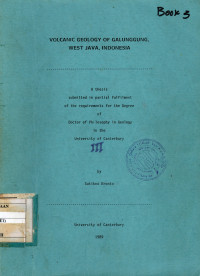 Book 3
VOLCANIC GEOLOGY OF GALUNGGUNG,
WEST JAVA, INDONESIA
A thesis
submitted in partial fulfilment
of the requirements for the Degree
of
Doctor of Philosophy in Geology
in the
University of Canterbury
III
by
University of Canterbury